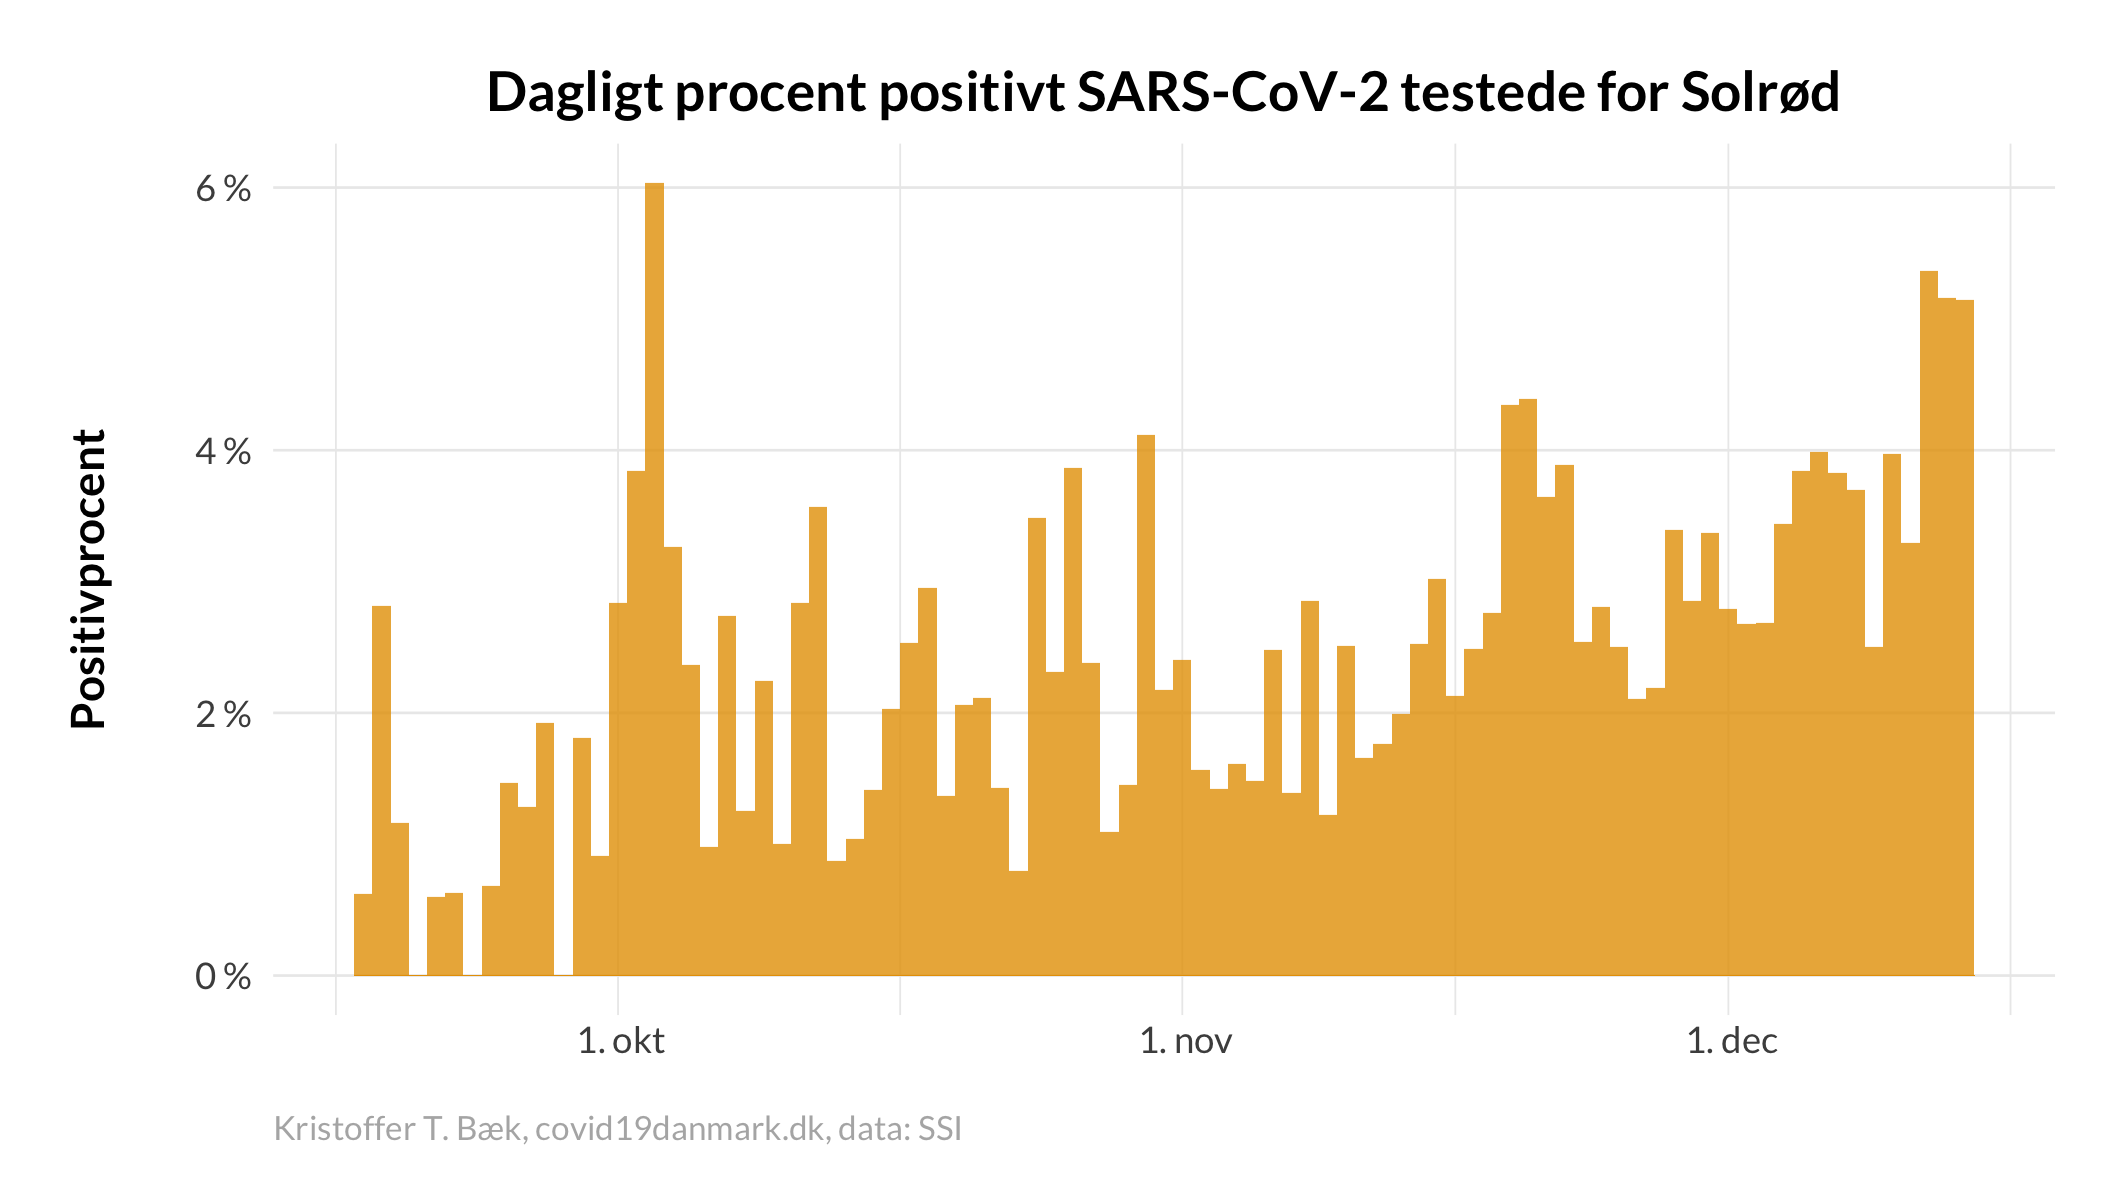 Dagligt procent positivt SARS-CoV-2 testede for Solrød
Positivprocent
6 %
4 %
2 %
0 %
1. okt
1. nov
1. dec
Kristoffer T. Bæk, covid19danmark.dk, data: SSI